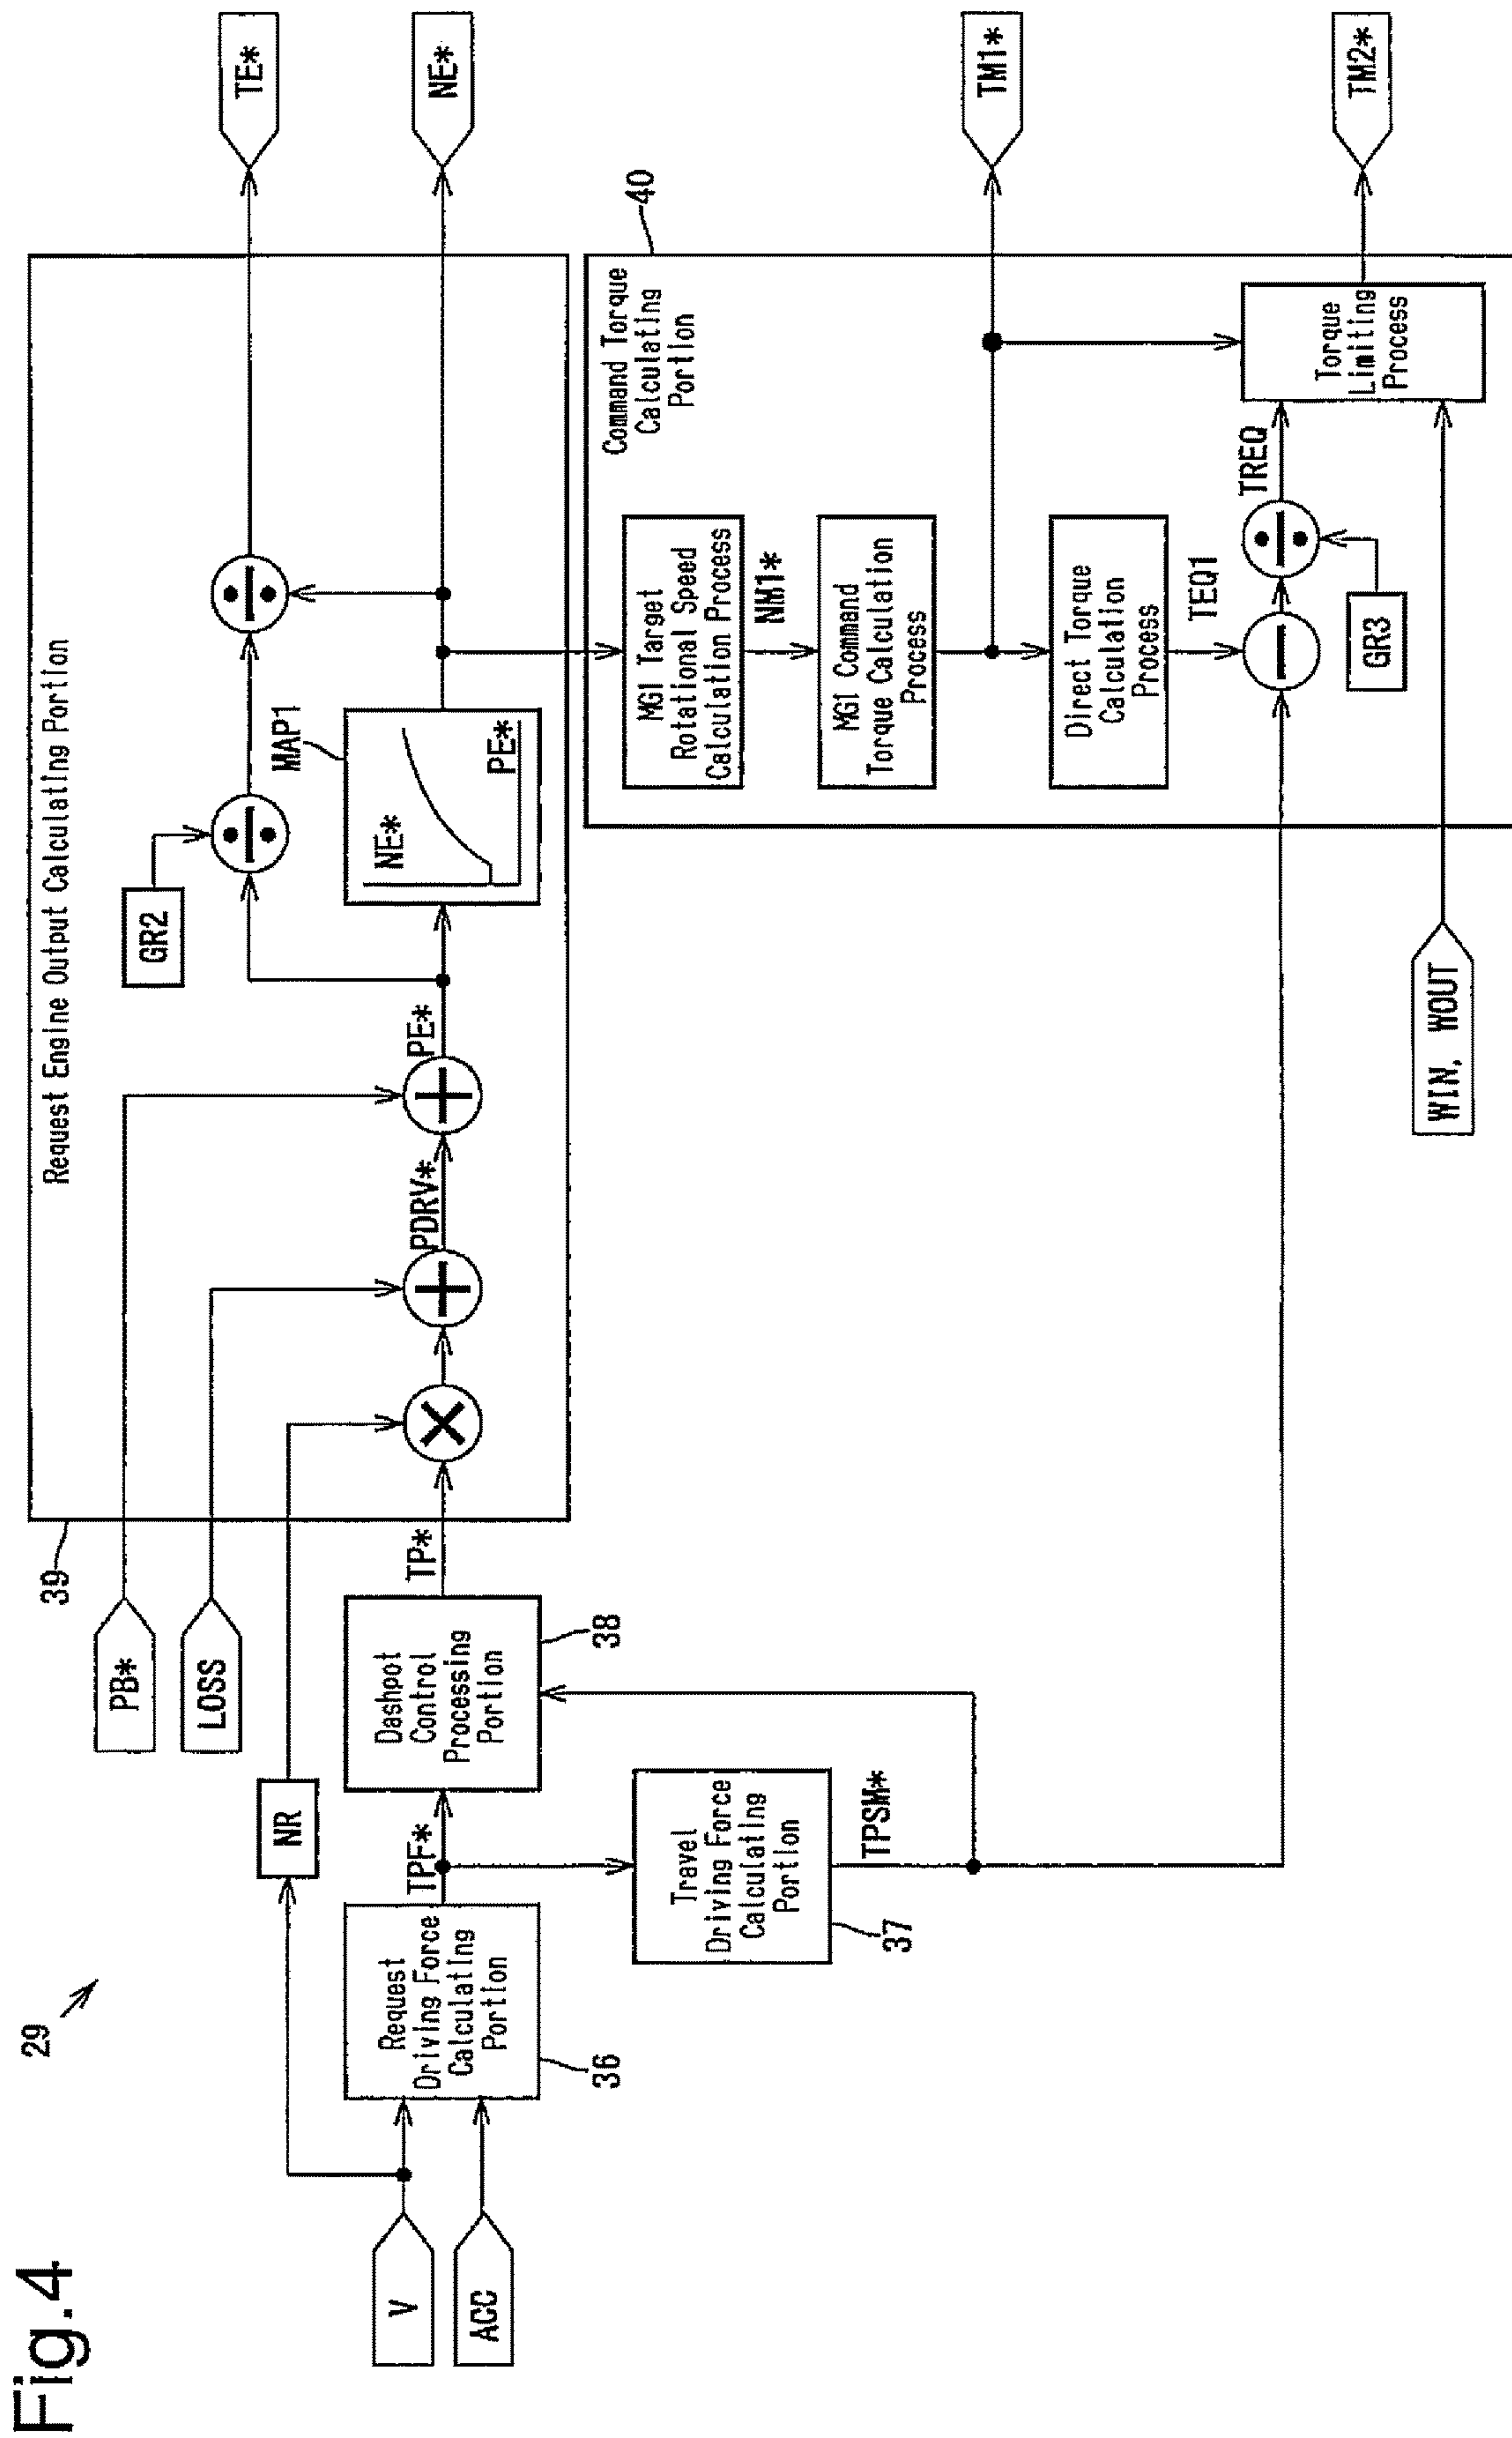 Fig.4
29
V
ACC
NR
PB*
LOSS
Request
Driving Force
Calculating
Portion
36
TPF*
Travel
Driving Force
Calculating
Portion
37
TPSM*
Dashpot
Control
Processing
Portion
38
TP*
39
Request Engine Output Calculating Portion
PDRV*
PE*
GR2
MAP1
NE*
PE*
TE*
NE*
40
Command Torque
Calculating
Portion
MG1 Target
Rotational Speed
Calculation Process
NM1*
MG1 Command
Torque Calculation
Process
Direct Torque
Calculation
Process
TEQ1
GR3
TREQ
Torque
Limiting
Process
WIN, WOUT
TM1*
TM2*